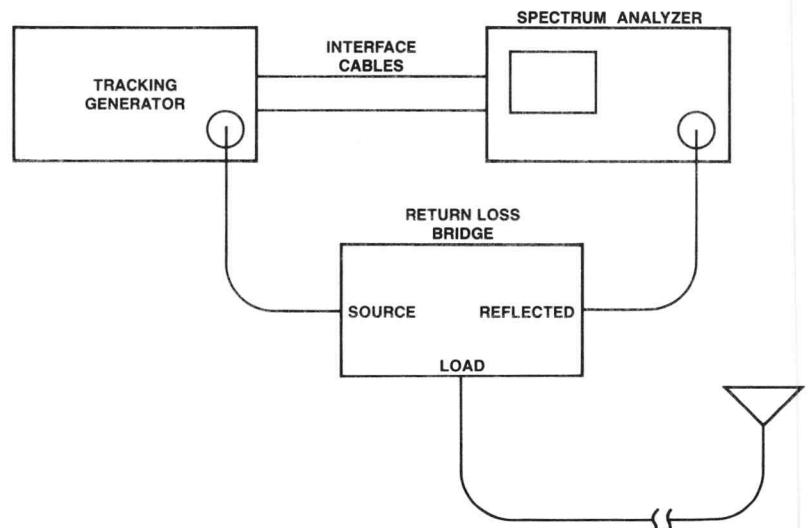 SPECTRUM ANALYZER
INTERFACE
CABLES
TRACKING
GENERATOR
RETURN LOSS
BRIDGE
SOURCE
REFLECTED
LOAD